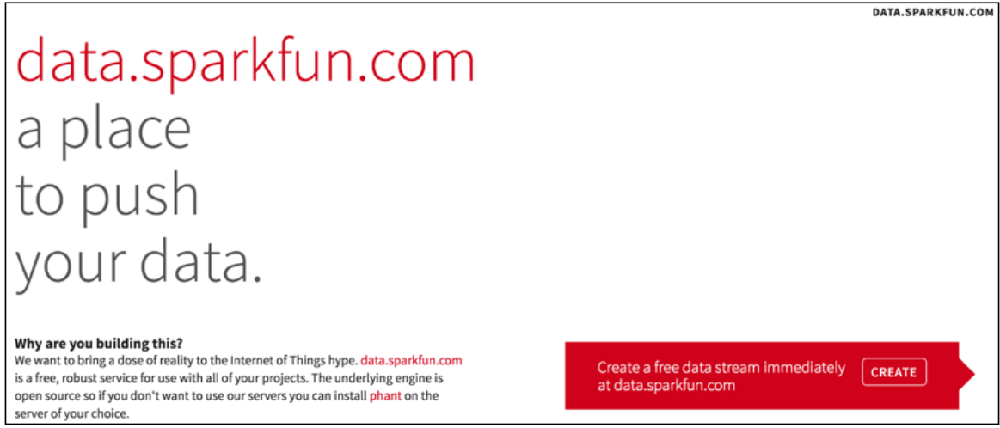 DATA.SPARKFUN.COM
data.sparkfun.com
a place
to push
your data.
Why are you building this?
We want to bring a dose of reality to the Internet of Things hype. data.sparkfun.com
is a free, robust service for use with all of your projects. The underlying engine is
open source so if you don't want to use our servers you can install phant on the
server of your choice.
Create a free data stream immediately
at data.sparkfun.com
CREATE